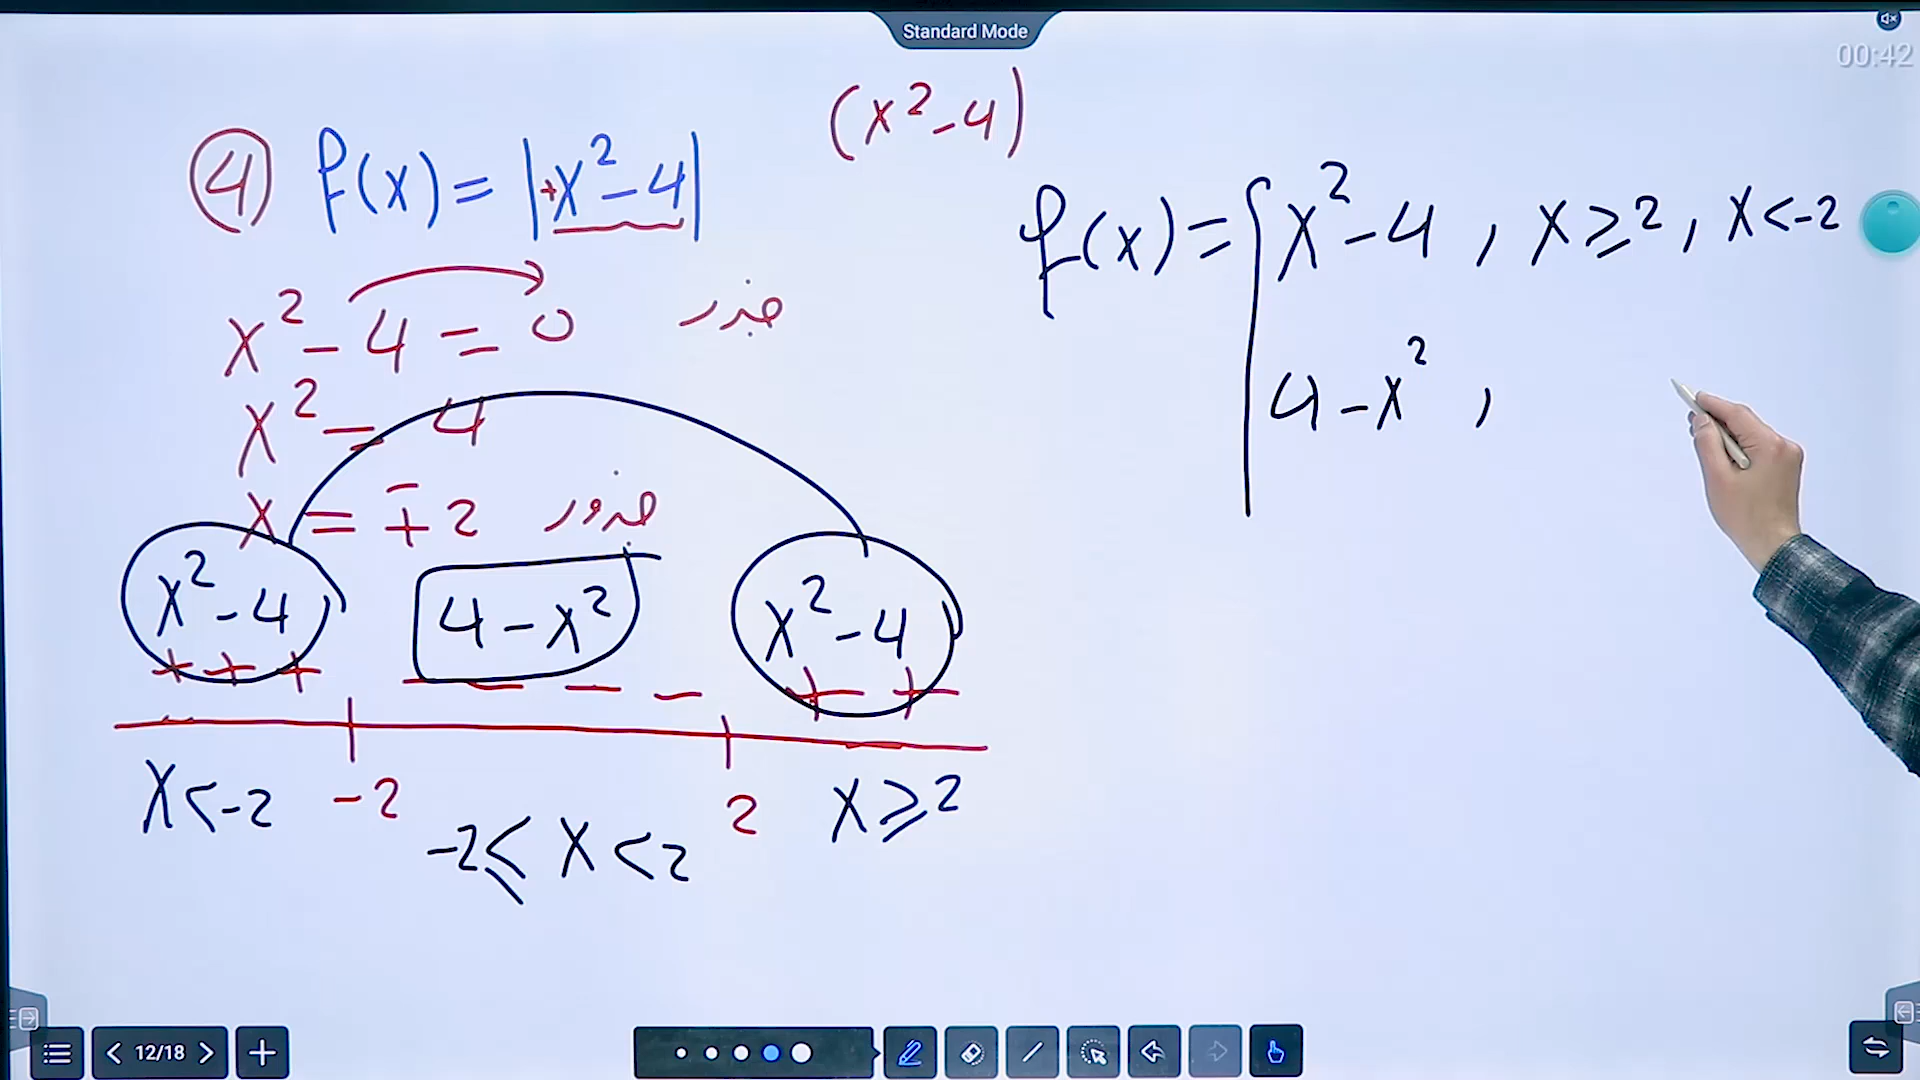 Standard Mode
00:42
(x²-4)
④ f(x) = |+x²-4|
f(x) = { x²-4 , x≥2 , x<-2
4-x² ,
x²-4=0 جذر
x²=4
x=∓2 جذور
x²-4 4-x² x²-4
+ + + - - - - + +
x<-2 -2 -2≤x<2 2 x≥2
12/18